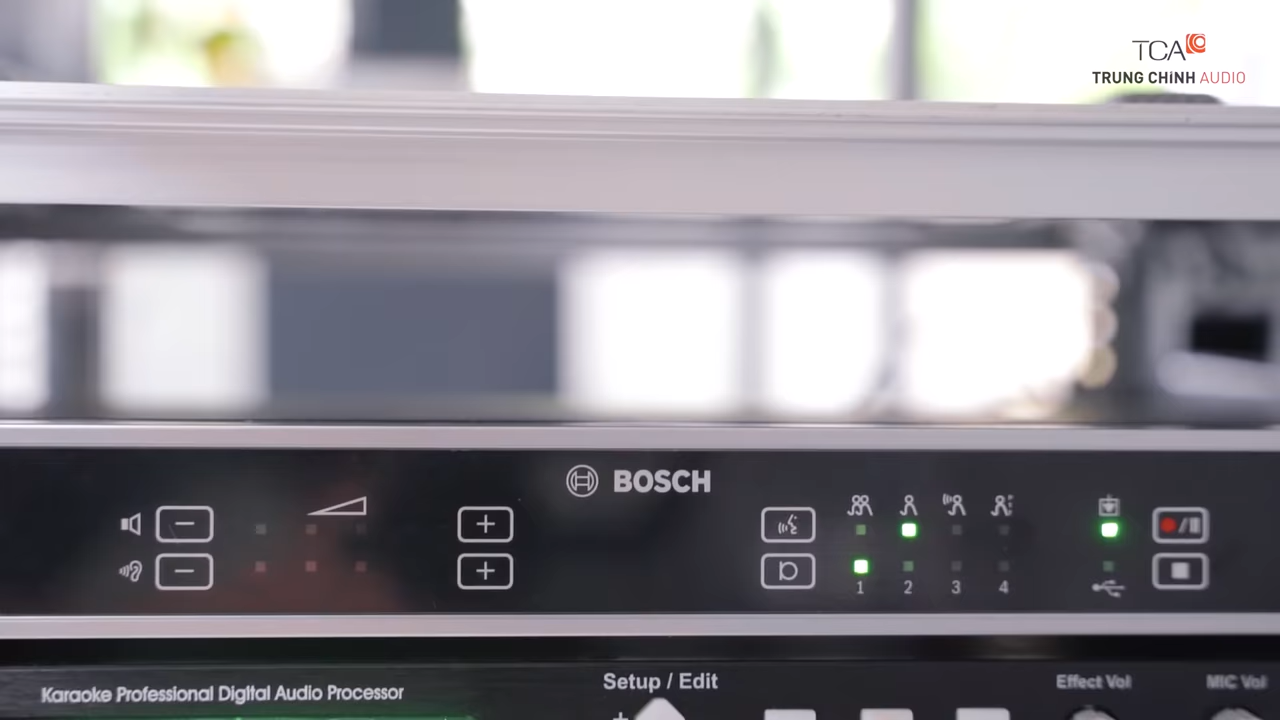 TCA
TRUNG CHÍNH AUDIO
BOSCH
1 2 3 4
Karaoke Professional Digital Audio Processor
Setup / Edit
Effect Vol
MIC Vol